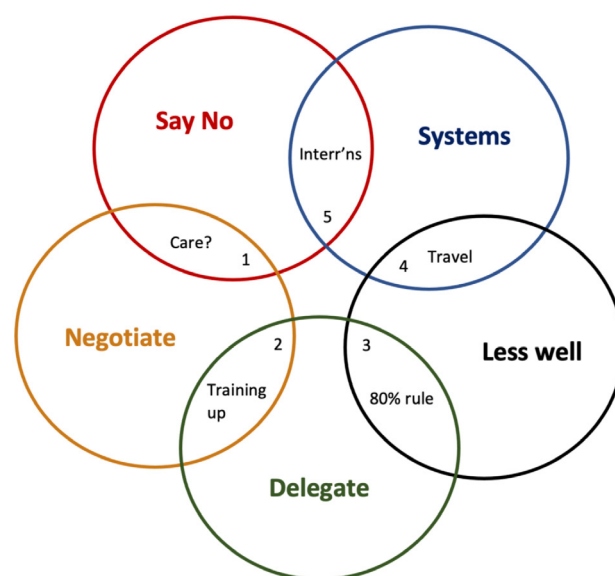 Say No
Systems
Interr’ns
5
Care?
1
4
Travel
Negotiate
2
3
Less well
Training
up
80% rule
Delegate